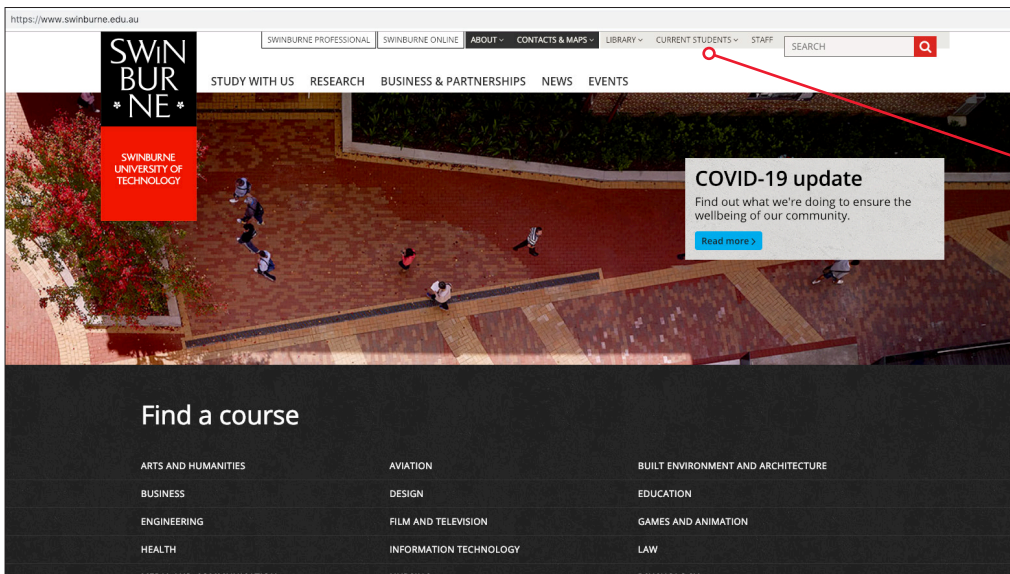 https://www.swinburne.edu.au
SWINBURNE PROFESSIONAL SWINBURNE ONLINE ABOUT CONTACTS & MAPS LIBRARY CURRENT STUDENTS STAFF SEARCH
SWiN
BUR
* NE *
STUDY WITH US RESEARCH BUSINESS & PARTNERSHIPS NEWS EVENTS
SWINBURNE
UNIVERSITY OF
TECHNOLOGY
COVID-19 update
Find out what we're doing to ensure the
wellbeing of our community.
Read more >
Find a course
ARTS AND HUMANITIES AVIATION BUILT ENVIRONMENT AND ARCHITECTURE
BUSINESS DESIGN EDUCATION
ENGINEERING FILM AND TELEVISION GAMES AND ANIMATION
HEALTH INFORMATION TECHNOLOGY LAW